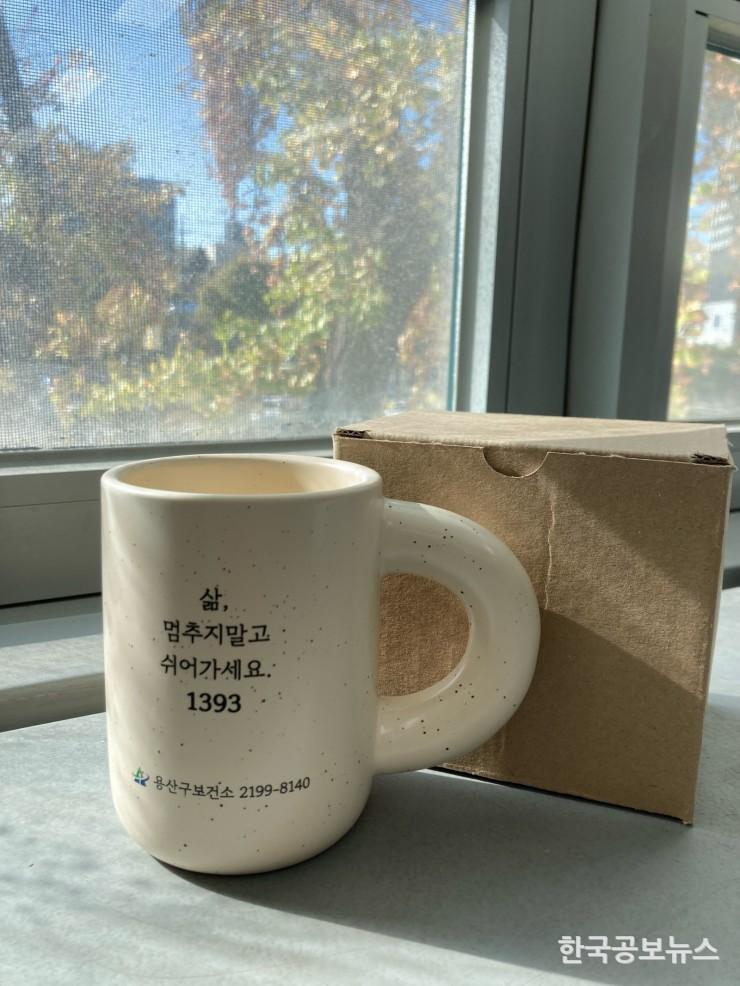 삶,
멈추지말고
쉬어가세요.
1393
용산구보건소 2199-8140
한국공보뉴스